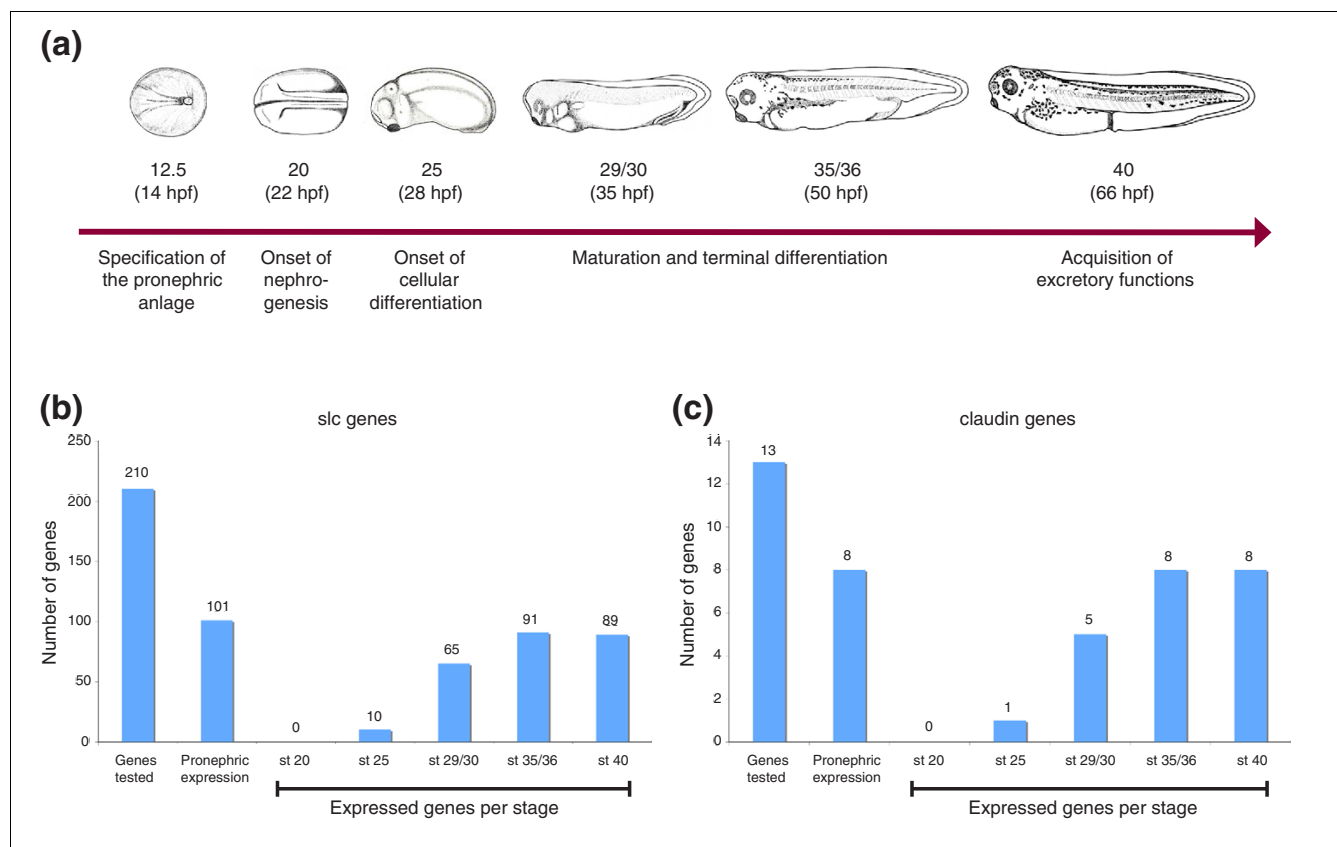 (a)
12.5 20 25 29/30 35/36 40
(14 hpf) (22 hpf) (28 hpf) (35 hpf) (50 hpf) (66 hpf)
Specification of
the pronephric
anlage
Onset of
nephro-
genesis
Onset of
cellular
differentiation
Maturation and terminal differentiation
Acquisition of
excretory functions
(b)
slc genes
Number of genes
250
200
150
100
50
0
210
101
0
10
65
91
89
Genes
tested
Pronephric
expression
st 20
st 25
st 29/30
st 35/36
st 40
Expressed genes per stage
(c)
claudin genes
Number of genes
14
12
10
8
6
4
2
0
13
8
0
1
5
8
8
Genes
tested
Pronephric
expression
st 20
st 25
st 29/30
st 35/36
st 40
Expressed genes per stage